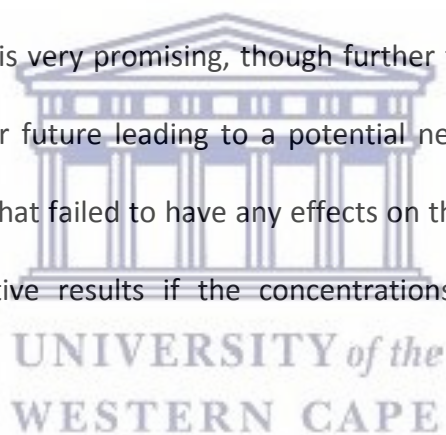 is very promising, though further
r future leading to a potential ne
hat failed to have any effects on th
tive results if the concentrations
UNIVERSITY of the
WESTERN CAPE